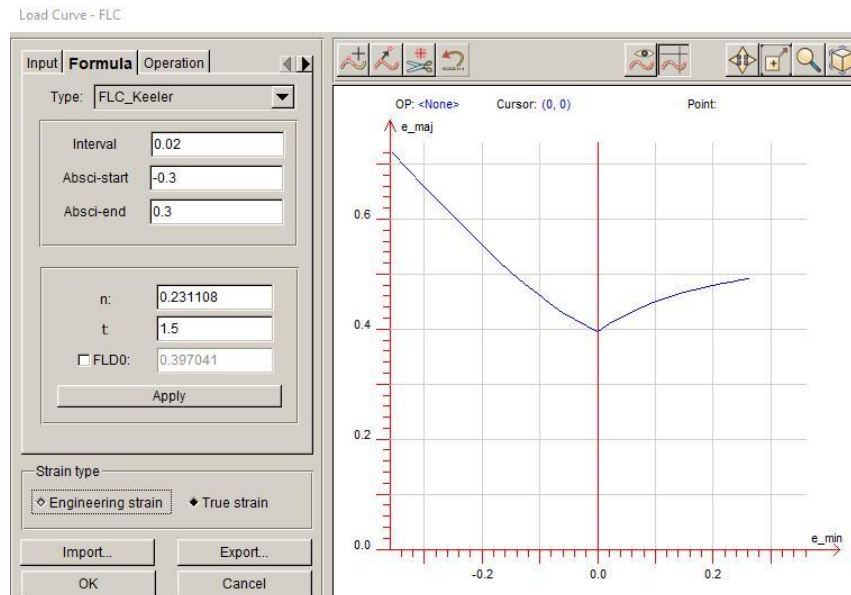 Load Curve - FLC
Input Formula Operation
Type: FLC_Keeler
Interval 0.02
Absci-start -0.3
Absci-end 0.3
n: 0.231108
t: 1.5
FLD0: 0.397041
Apply
Strain type
Engineering strain True strain
Import... Export...
OK Cancel
OP: <None> Cursor: (0, 0) Point:
e_maj
0.6
0.4
0.2
0.0
e_min
-0.2 0.0 0.2